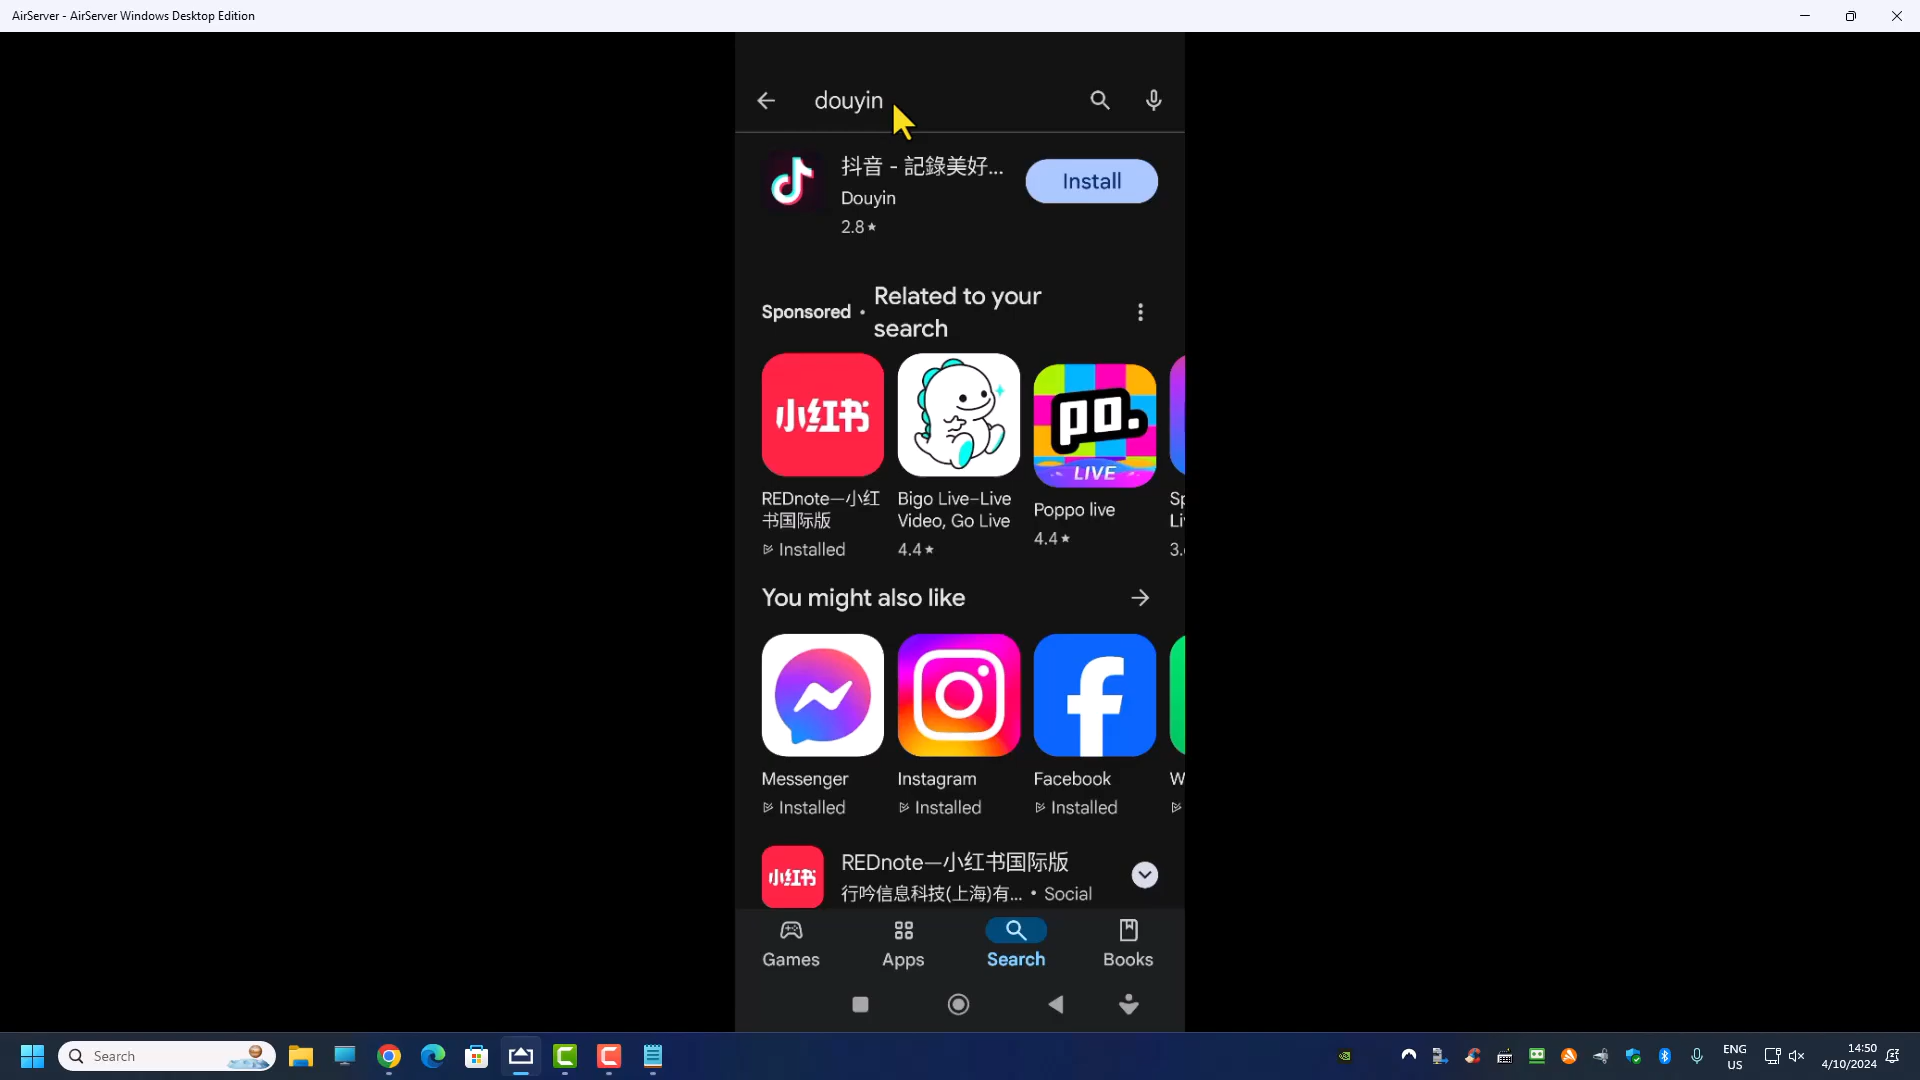 AirServer - AirServer Windows Desktop Edition
douyin
抖音 - 記錄美好...
Douyin
2.8★
Install
Sponsored •
Related to your
search
小红书
po.
LIVE
REDnote—小红
书国际版
Installed
Bigo Live–Live
Video, Go Live
4.4★
Poppo live
4.4★
Sp
Li
3.
You might also like
Messenger
Installed
Instagram
Installed
Facebook
Installed
W
小红书
REDnote—小红书国际版
行吟信息科技(上海)有... • Social
Games
Apps
Search
Books
Search
ENG
US
14:50
4/10/2024